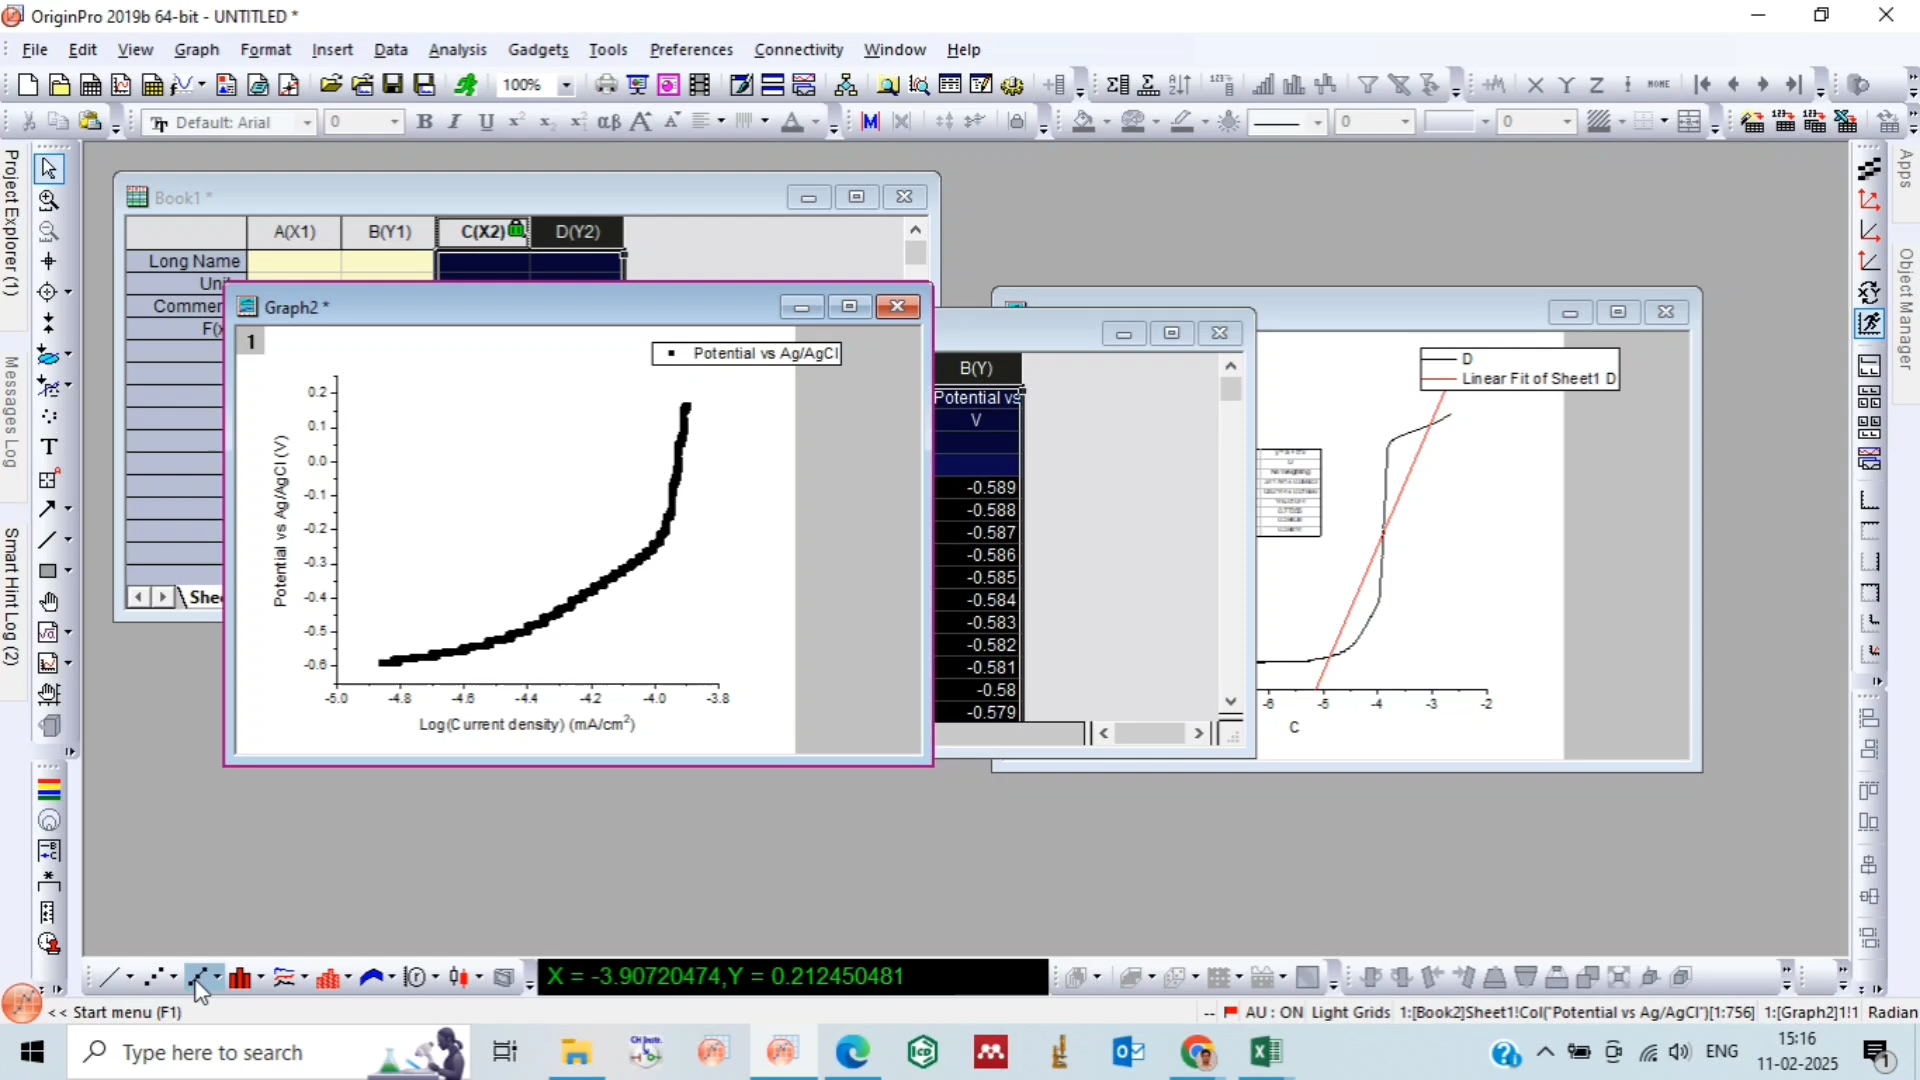 OriginPro 2019b 64-bit - UNTITLED *
File Edit View Graph Format Insert Data Analysis Gadgets Tools Preferences Connectivity Window Help
100%
HOME
Default: Arial 0 B I U αβ A A 0 0
Project Explorer (1)
Messages Log
Smart Hint Log (2)
Apps
Object Manager
Book1 *
A(X1) B(Y1) C(X2) D(Y2)
Long Name
Uni
Commer
F(x
Shee
Graph2 *
1
Potential vs Ag/AgCl
0.2
0.1
0.0
-0.1
-0.2
-0.3
-0.4
-0.5
-0.6
Potential vs Ag/AgCl (V)
-5.0 -4.8 -4.6 -4.4 -4.2 -4.0 -3.8
Log(Current density) (mA/cm²)
B(Y)
Potential vs
V
-0.589
-0.588
-0.587
-0.586
-0.585
-0.584
-0.583
-0.582
-0.581
-0.58
-0.579
D
Linear Fit of Sheet1 D
-6 -5 -4 -3 -2
C
X = -3.90720474,Y = 0.212450481
<< Start menu (F1)
-- AU : ON Light Grids 1:[Book2]Sheet1!Col("Potential vs Ag/AgCl")[1:756] 1:[Graph2]1!1 Radian
Type here to search
ENG
15:16
11-02-2025
1